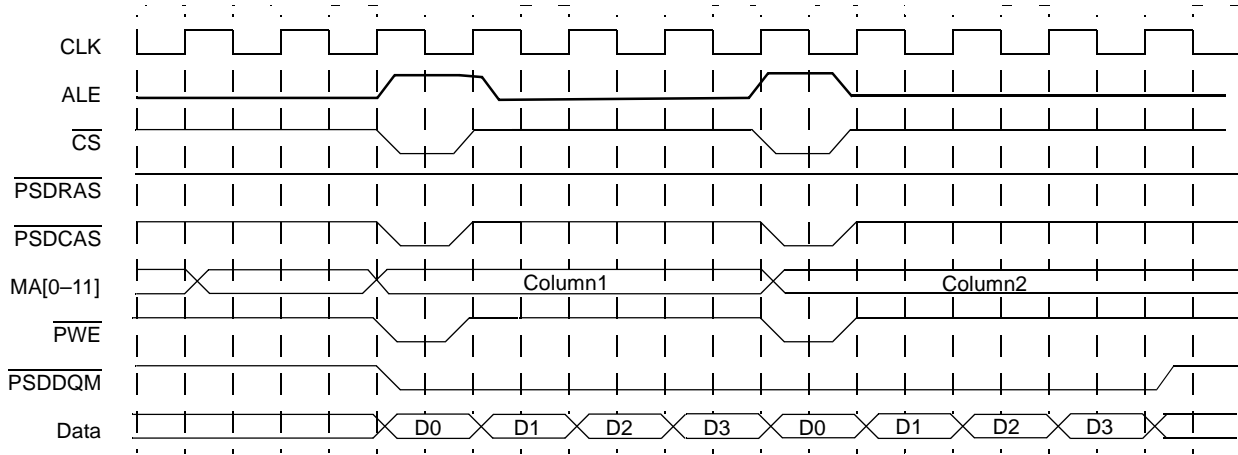 CLK
ALE
CS
PSDRAS
PSDCAS
MA[0–11] Column1 Column2
PWE
PSDDQM
Data D0 D1 D2 D3 D0 D1 D2 D3